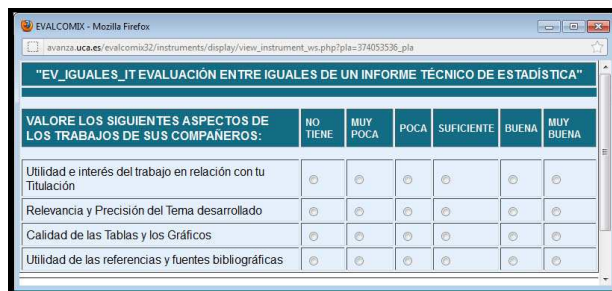 EVALCOMIX - Mozilla Firefox
avanza.uca.es/evalcomix32/instruments/display/view_instrument_ws.php?pla=374053536_pla
"EV_IGUALES_IT EVALUACIÓN ENTRE IGUALES DE UN INFORME TÉCNICO DE ESTADÍSTICA"
VALORE LOS SIGUIENTES ASPECTOS DE
LOS TRABAJOS DE SUS COMPAÑEROS:
NO
TIENE
MUY
POCA
POCA
SUFICIENTE
BUENA
MUY
BUENA
Utilidad e interés del trabajo en relación con tu
Titulación
Relevancia y Precisión del Tema desarrollado
Calidad de las Tablas y los Gráficos
Utilidad de las referencias y fuentes bibliográficas